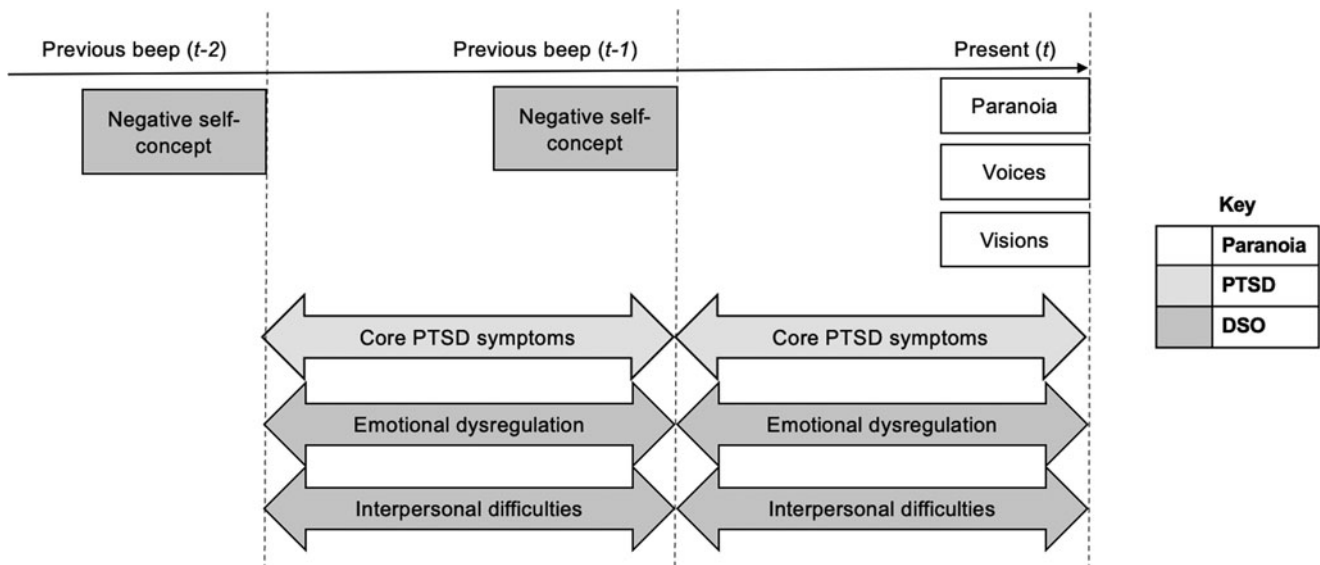 Previous beep (t-2)
Previous beep (t-1)
Present (t)
Negative self-
concept
Negative self-
concept
Paranoia
Voices
Visions
Key
Paranoia
PTSD
DSO
Core PTSD symptoms
Core PTSD symptoms
Emotional dysregulation
Emotional dysregulation
Interpersonal difficulties
Interpersonal difficulties